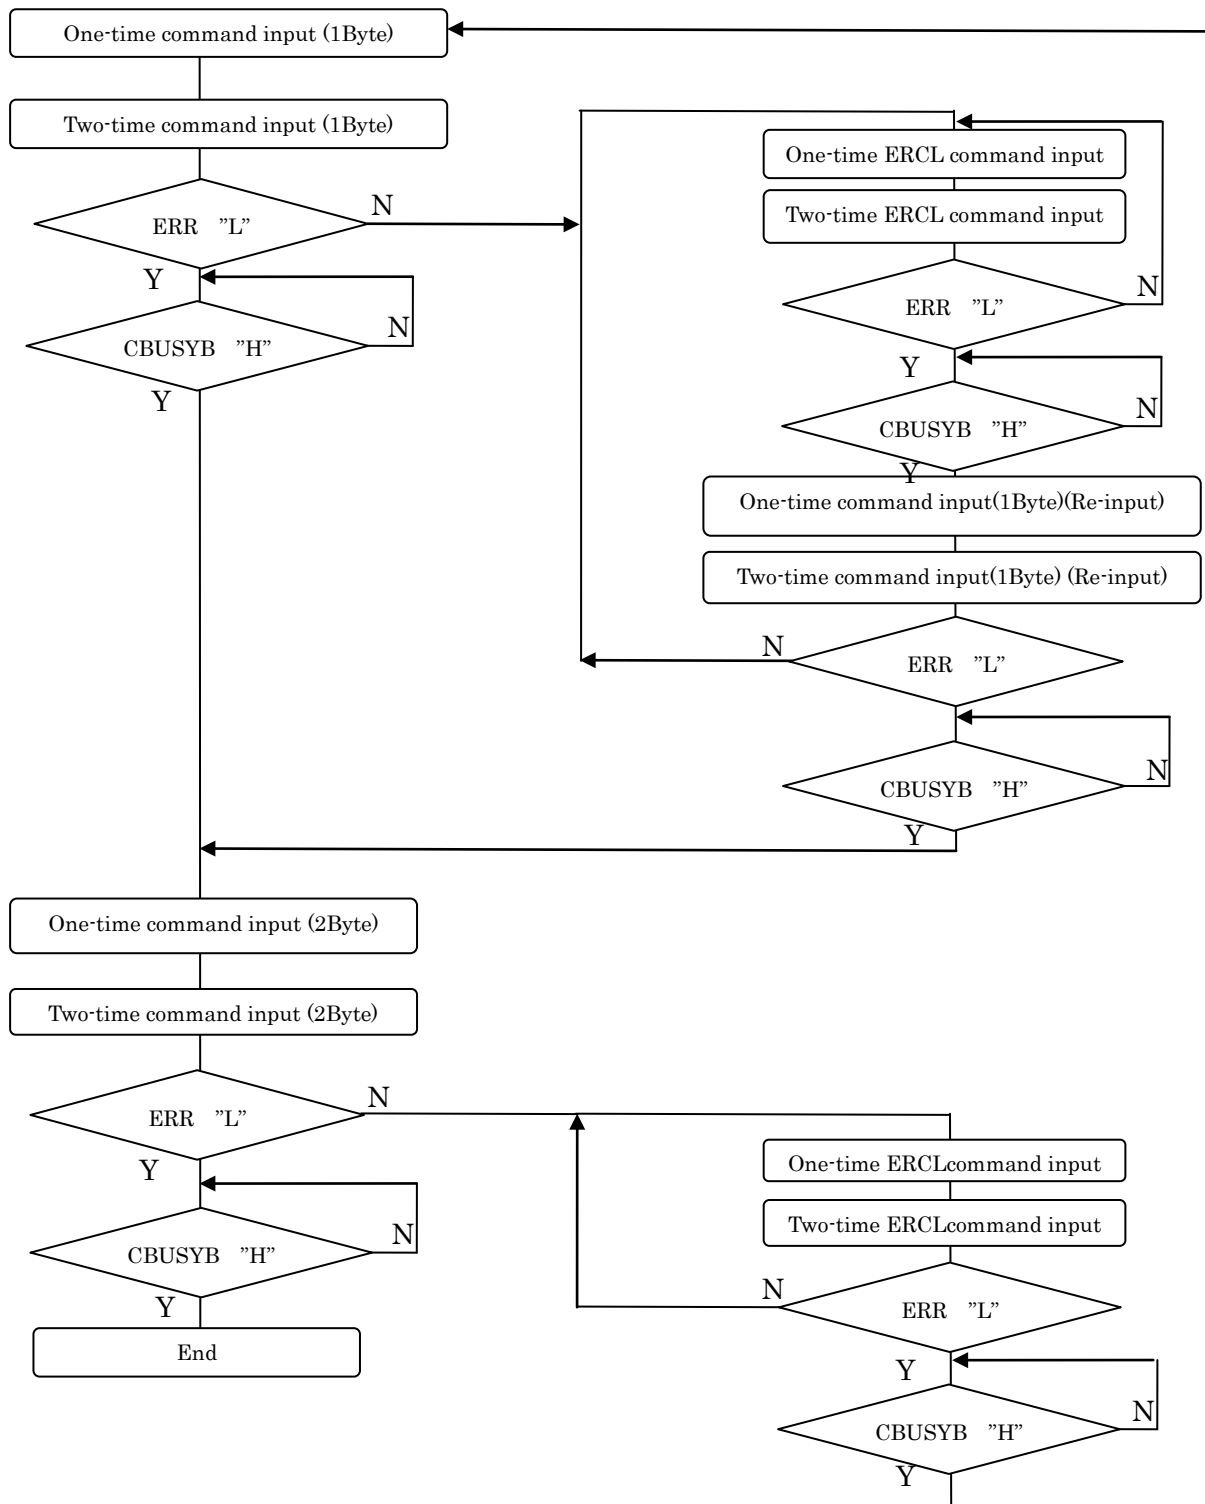 One-time command input (1Byte)
Two-time command input (1Byte)
ERR ”L”
N
Y
CBUSYB ”H”
N
Y
One-time ERCL command input
Two-time ERCL command input
ERR ”L”
N
Y
CBUSYB ”H”
N
Y
One-time command input(1Byte)(Re-input)
Two-time command input(1Byte) (Re-input)
ERR ”L”
N
CBUSYB ”H”
N
Y
One-time command input (2Byte)
Two-time command input (2Byte)
ERR ”L”
N
Y
CBUSYB ”H”
N
Y
End
One-time ERCLcommand input
Two-time ERCLcommand input
ERR ”L”
N
Y
CBUSYB ”H”
N
Y